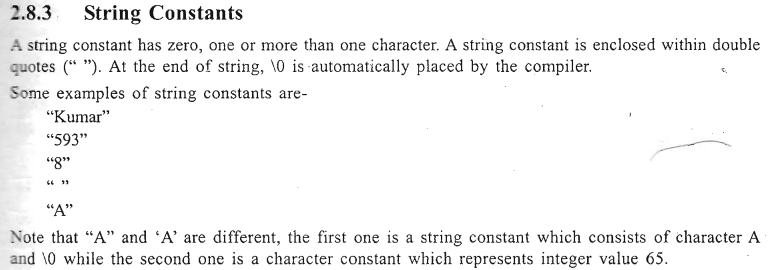 2.8.3 String Constants
A string constant has zero, one or more than one character. A string constant is enclosed within double
quotes (“ ”). At the end of string, \0 is automatically placed by the compiler.
Some examples of string constants are-
“Kumar”
“593”
“8”
“ ”
“A”
Note that “A” and ‘A’ are different, the first one is a string constant which consists of character A
and \0 while the second one is a character constant which represents integer value 65.